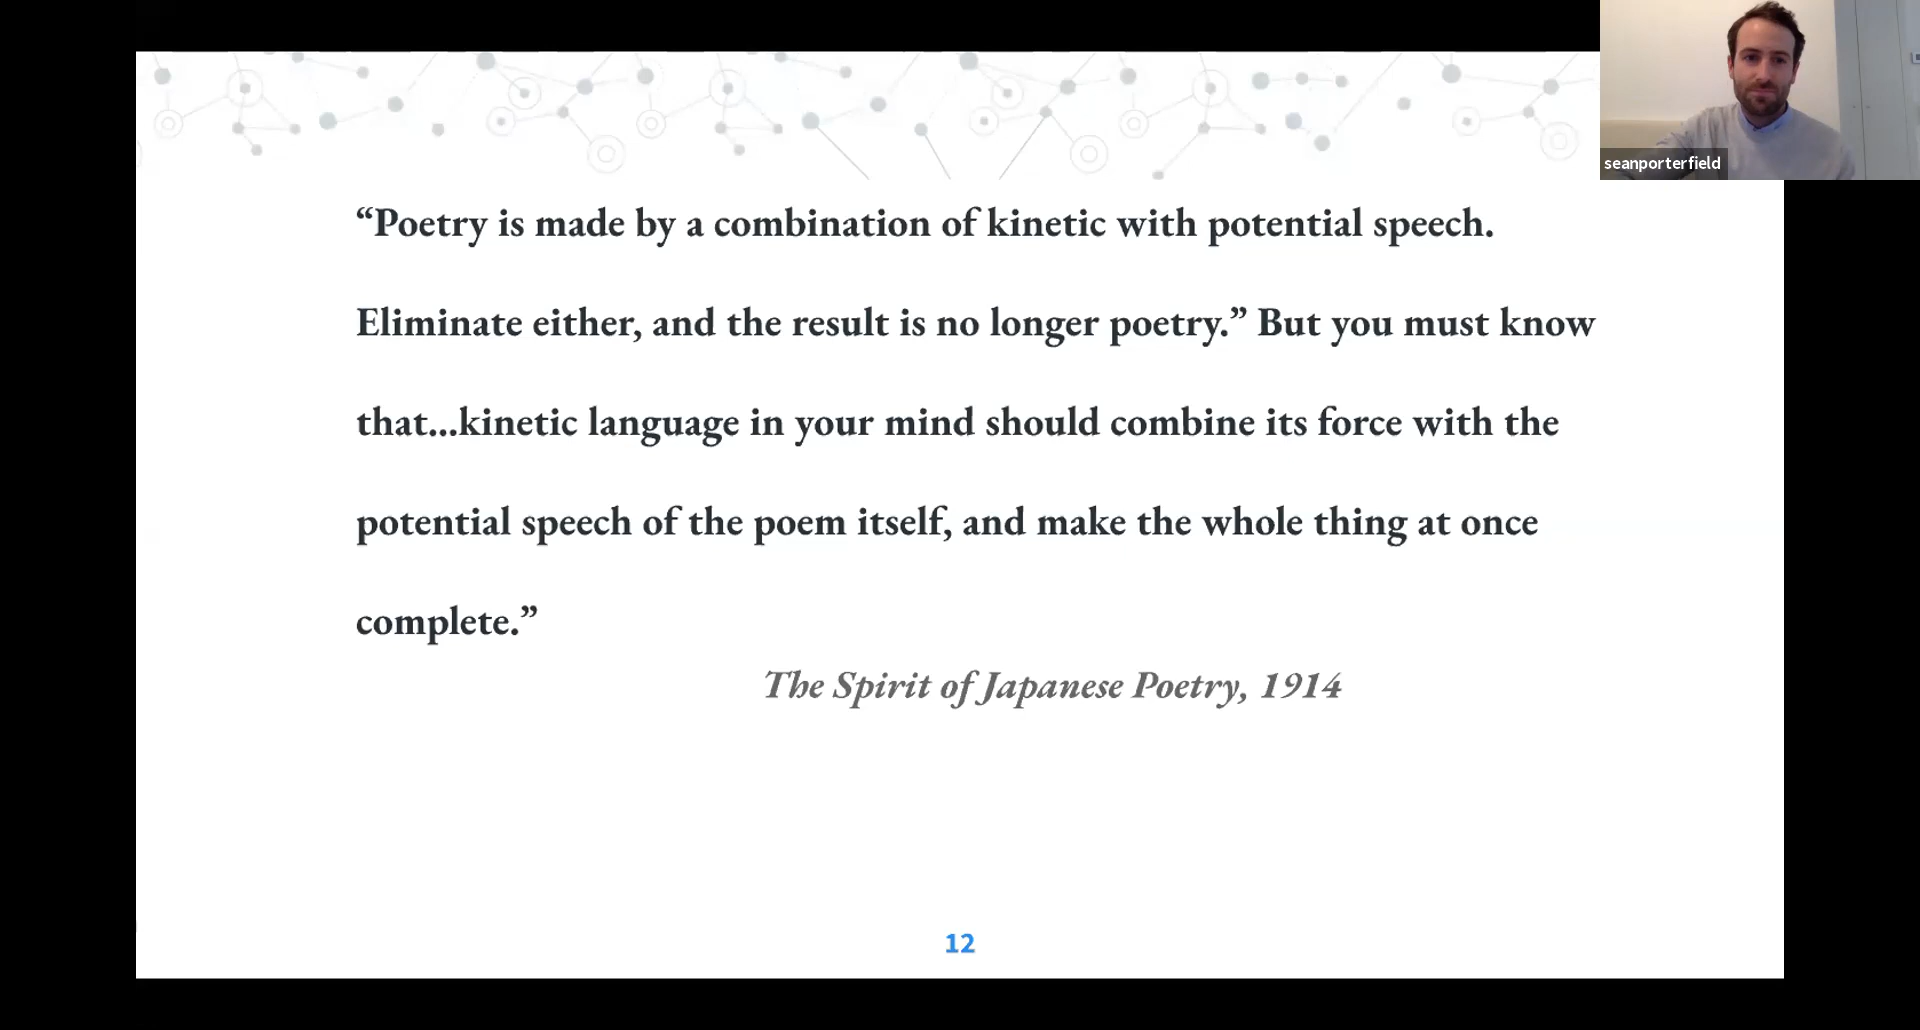 seanporterfield
“Poetry is made by a combination of kinetic with potential speech.
Eliminate either, and the result is no longer poetry.” But you must know
that...kinetic language in your mind should combine its force with the
potential speech of the poem itself, and make the whole thing at once
complete.”
The Spirit of Japanese Poetry, 1914
12